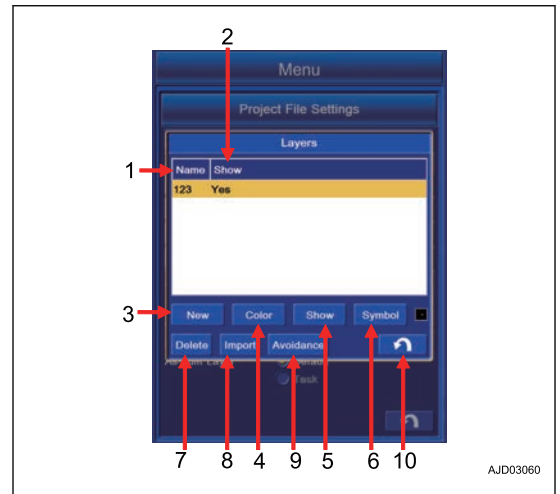 2
Menu
Project File Settings
Layers
1 Name Show
123 Yes
3 New Color Show Symbol
Delete Import Avoidance
Task
7 8 4 9 5 6 10
AJD03060